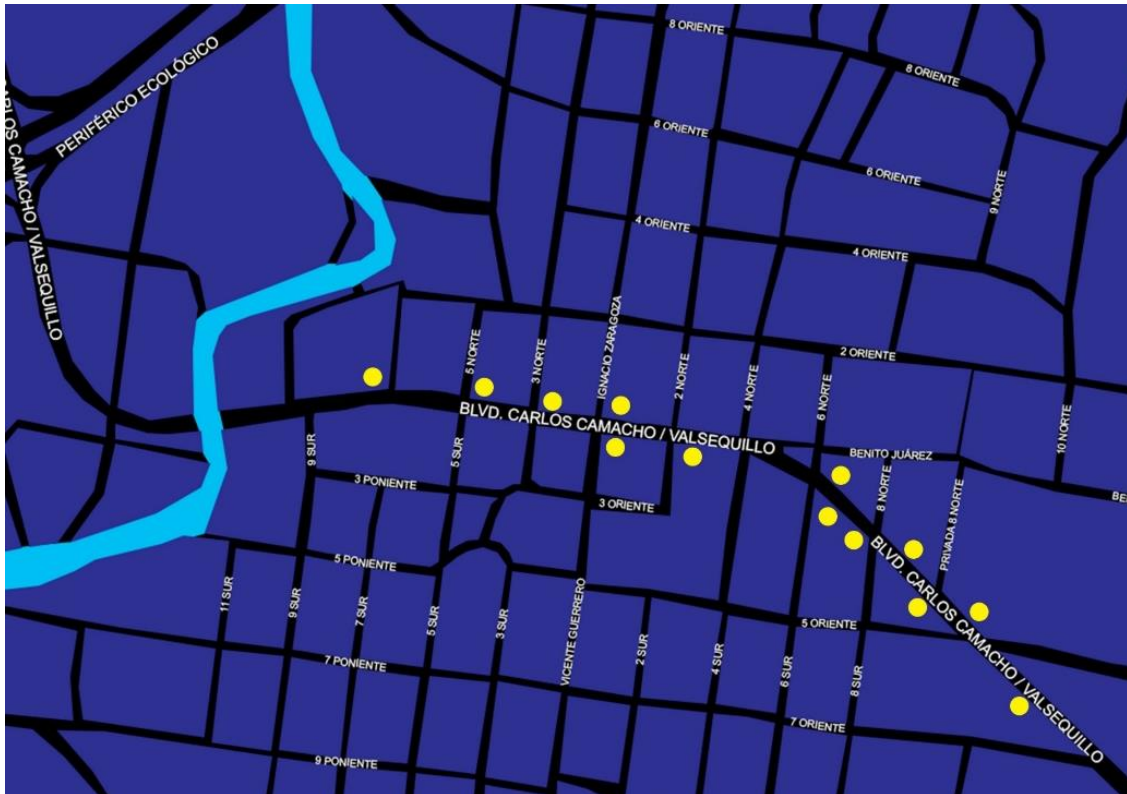 8 ORIENTE
PERIFÉRICO ECOLÓGICO
8 ORIENTE
CARLOS CAMACHO / VALSEQUILLO
6 ORIENTE
6 ORIENTE
9 NORTE
4 ORIENTE
4 ORIENTE
IGNACIO ZARAGOZA
5 NORTE
3 NORTE
2 NORTE
4 NORTE
6 NORTE
2 ORIENTE
10 NORTE
BLVD. CARLOS CAMACHO / VALSEQUILLO
BENITO JUÁREZ
9 SUR
5 SUR
3 PONIENTE
3 ORIENTE
8 NORTE
BE
PRIVADA 8 NORTE
BLVD. CARLOS CAMACHO / VALSEQUILLO
5 PONIENTE
11 SUR
9 SUR
7 SUR
5 SUR
3 SUR
VICENTE GUERRERO
2 SUR
4 SUR
6 SUR
8 SUR
5 ORIENTE
7 PONIENTE
7 ORIENTE
9 PONIENTE